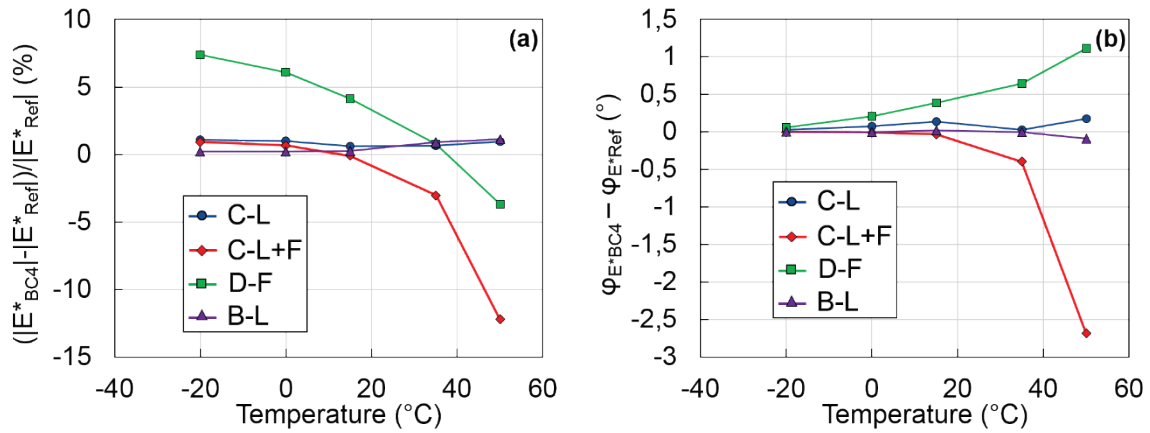 (a)
(|E*BC4|-|E*Ref|)/|E*Ref| (%)
10
5
0
-5
-10
-15
C-L
C-L+F
D-F
B-L
-40 -20 0 20 40 60
Temperature (°C)
(b)
φE*BC4 – φE*Ref (°)
1,5
1
0,5
0
-0,5
-1
-1,5
-2
-2,5
-3
C-L
C-L+F
D-F
B-L
-40 -20 0 20 40 60
Temperature (°C)